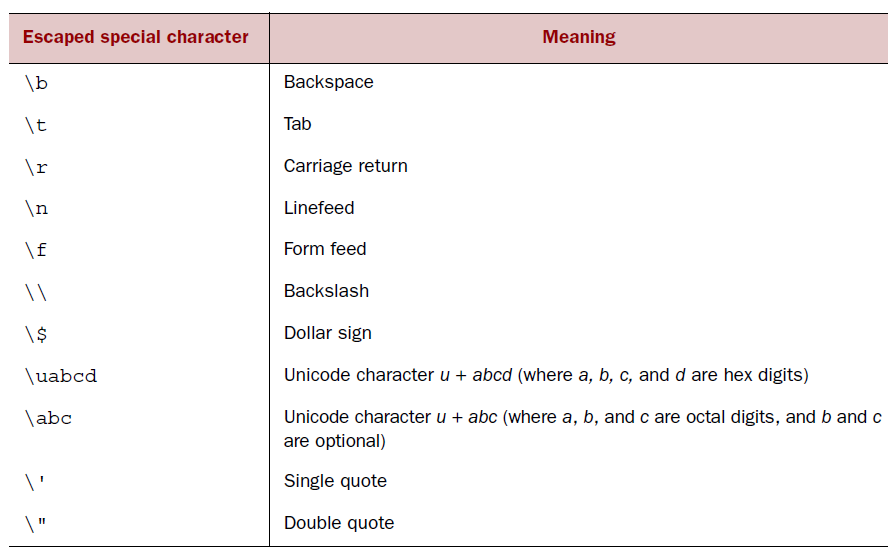 Escaped special character Meaning
\b Backspace
\t Tab
\r Carriage return
\n Linefeed
\f Form feed
\\ Backslash
\$ Dollar sign
\uabcd Unicode character u + abcd (where a, b, c, and d are hex digits)
\abc Unicode character u + abc (where a, b, and c are octal digits, and b and c
are optional)
\' Single quote
\" Double quote